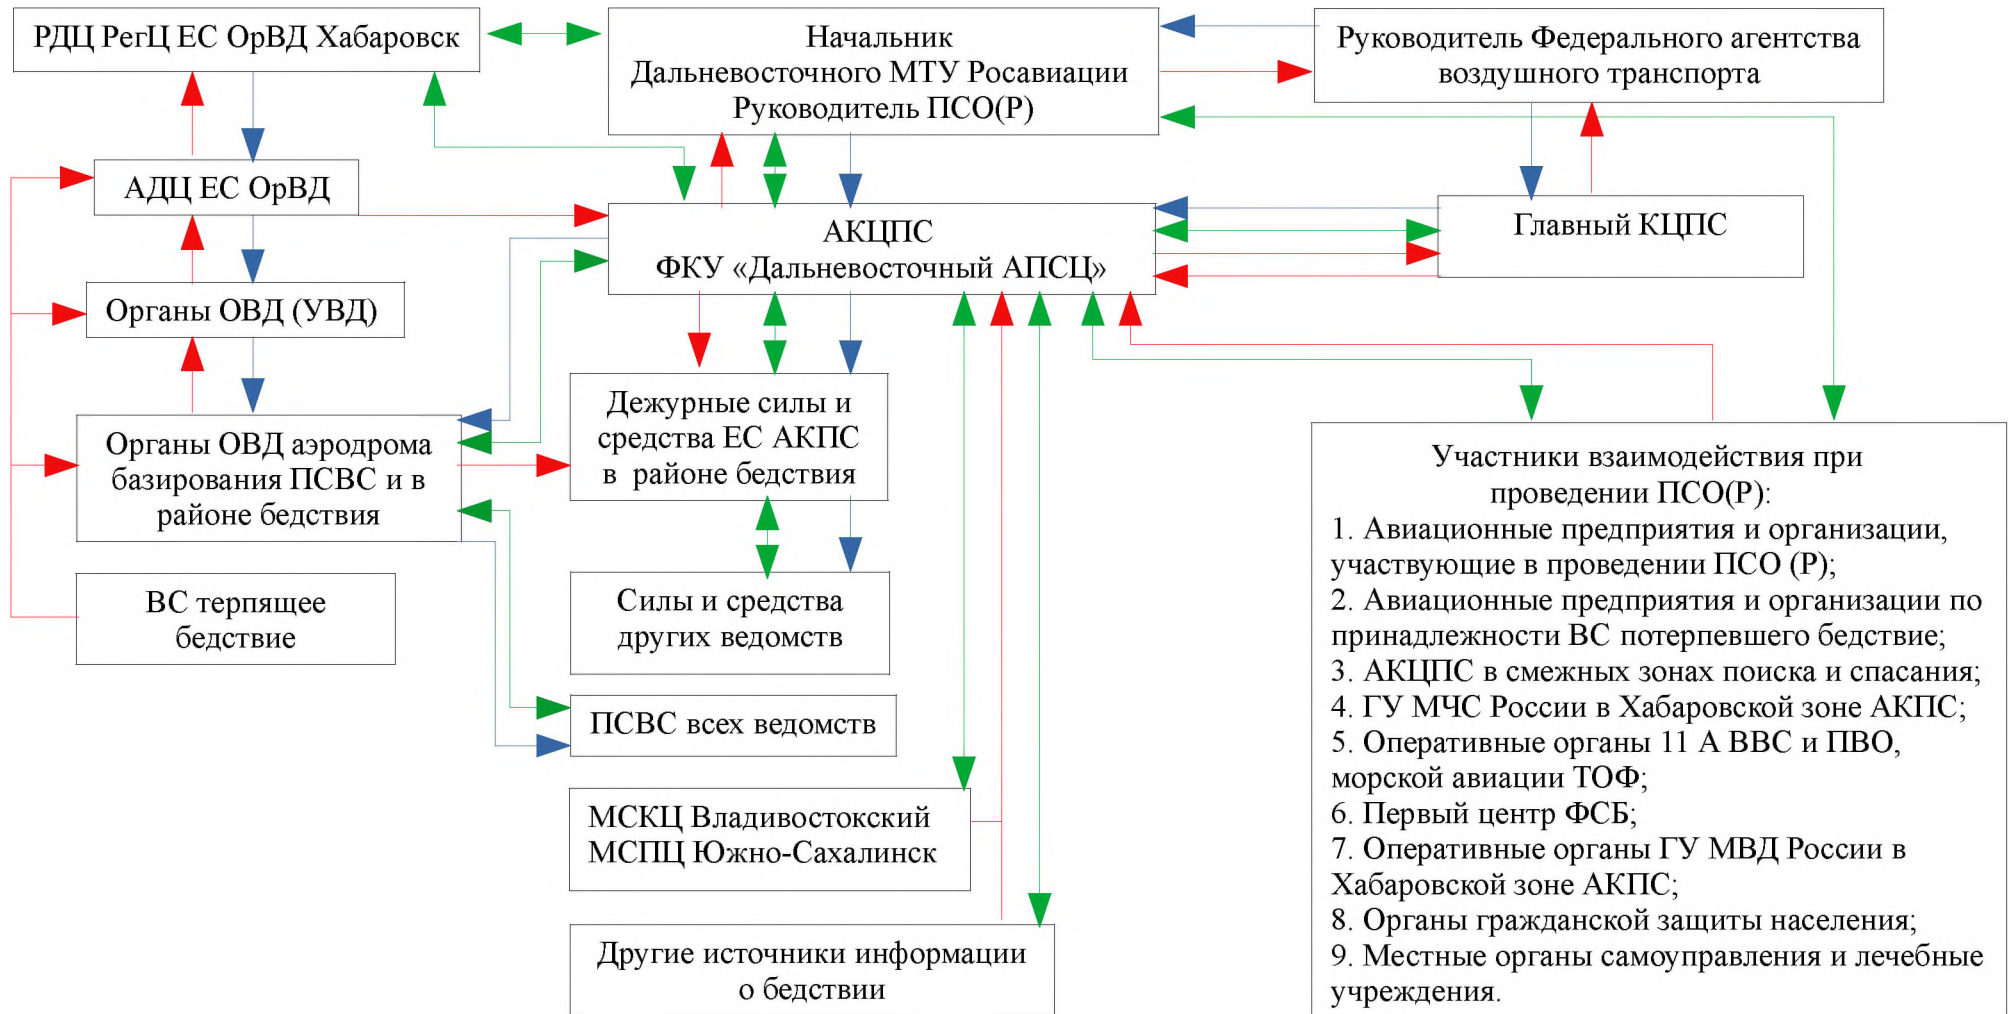 РДЦ РегЦ ЕС ОрВД Хабаровск
Начальник
Дальневосточного МТУ Росавиации
Руководитель ПСО(Р)
Руководитель Федерального агентства
воздушного транспорта
АДЦ ЕС ОрВД
АКЦПС
ФКУ «Дальневосточный АПСЦ»
Главный КЦПС
Органы ОВД (УВД)
Органы ОВД аэродрома
базирования ПСВС и в
районе бедствия
Дежурные силы и
средства ЕС АКПС
в районе бедствия
ВС терпящее
бедствие
Силы и средства
других ведомств
ПСВС всех ведомств
МСКЦ Владивостокский
МСПЦ Южно-Сахалинск
Другие источники информации
о бедствии
Участники взаимодействия при
проведении ПСО(Р):
1. Авиационные предприятия и организации,
участвующие в проведении ПСО (Р);
2. Авиационные предприятия и организации по
принадлежности ВС потерпевшего бедствие;
3. АКЦПС в смежных зонах поиска и спасания;
4. ГУ МЧС России в Хабаровской зоне АКПС;
5. Оперативные органы 11 А ВВС и ПВО,
морской авиации ТОФ;
6. Первый центр ФСБ;
7. Оперативные органы ГУ МВД России в
Хабаровской зоне АКПС;
8. Органы гражданской защиты населения;
9. Местные органы самоуправления и лечебные
учреждения.